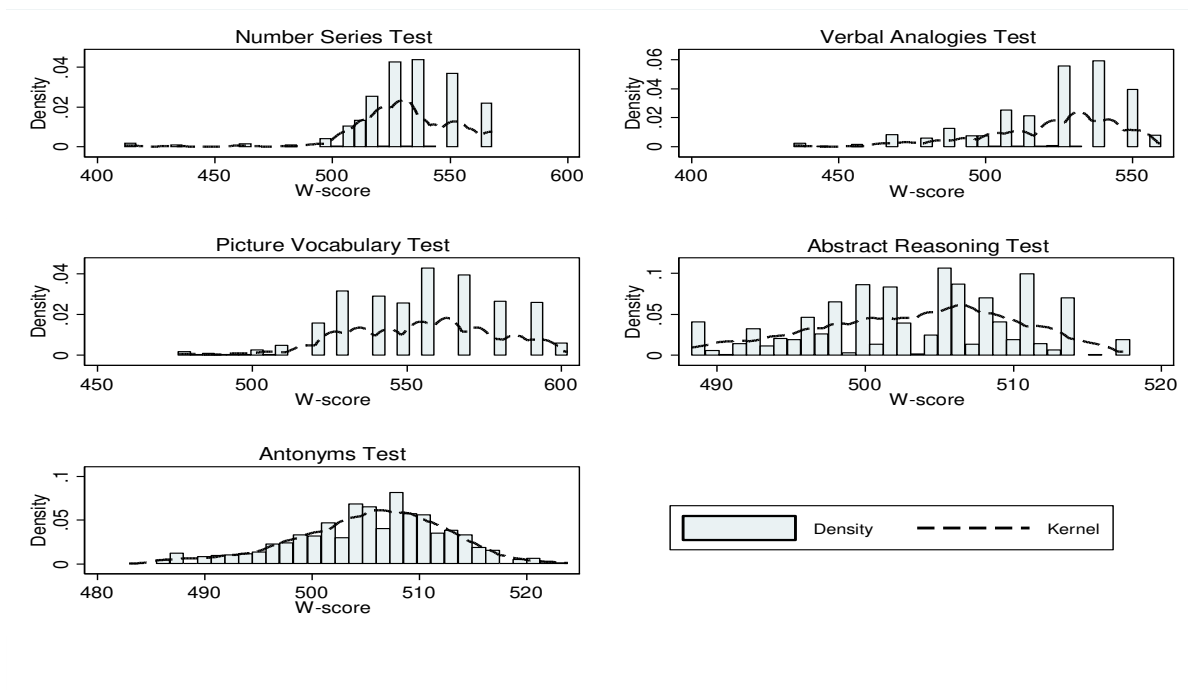 Number Series Test
Density
0 .02 .04
400 450 500 550 600
W-score
Verbal Analogies Test
Density
0 .02 .04 .06
400 450 500 550
W-score
Picture Vocabulary Test
Density
0 .02 .04
450 500 550 600
W-score
Abstract Reasoning Test
Density
0 .05 .1
490 500 510 520
W-score
Antonyms Test
Density
0 .05 .1
480 490 500 510 520
W-score
Density Kernel